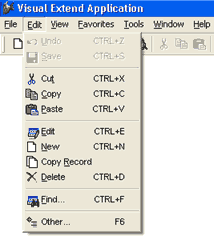 Visual Extend Application
File Edit View Favorites Tools Window Help
Undo CTRL+Z
Save CTRL+S
Cut CTRL+X
Copy CTRL+C
Paste CTRL+V
Edit CTRL+E
New CTRL+N
Copy Record
Delete CTRL+D
Find... CTRL+F
Other... F6